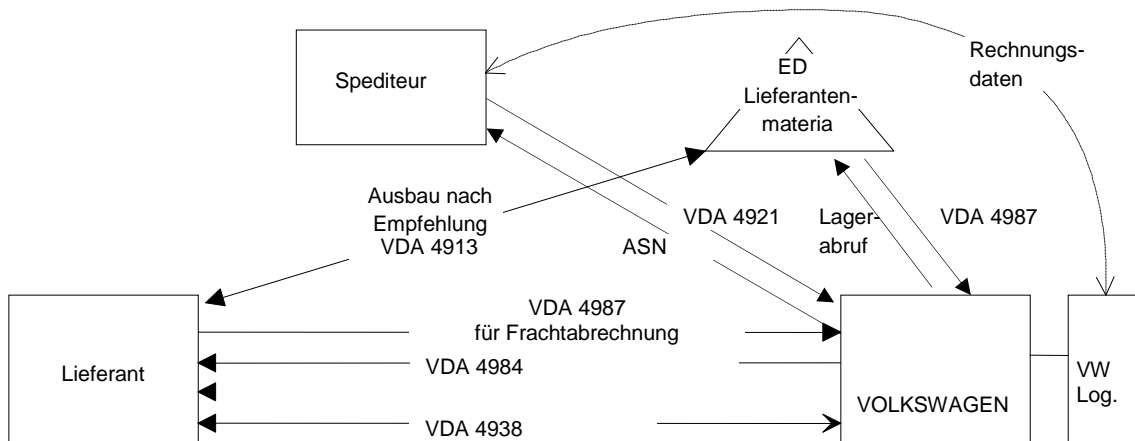 Spediteur
ED
Lieferanten-
materia
Rechnungs-
daten
Ausbau nach
Empfehlung
VDA 4913
VDA 4921
ASN
Lager-
abruf
VDA 4987
VDA 4987
für Frachtabrechnung
VDA 4984
VDA 4938
Lieferant
VOLKSWAGEN
VW
Log.